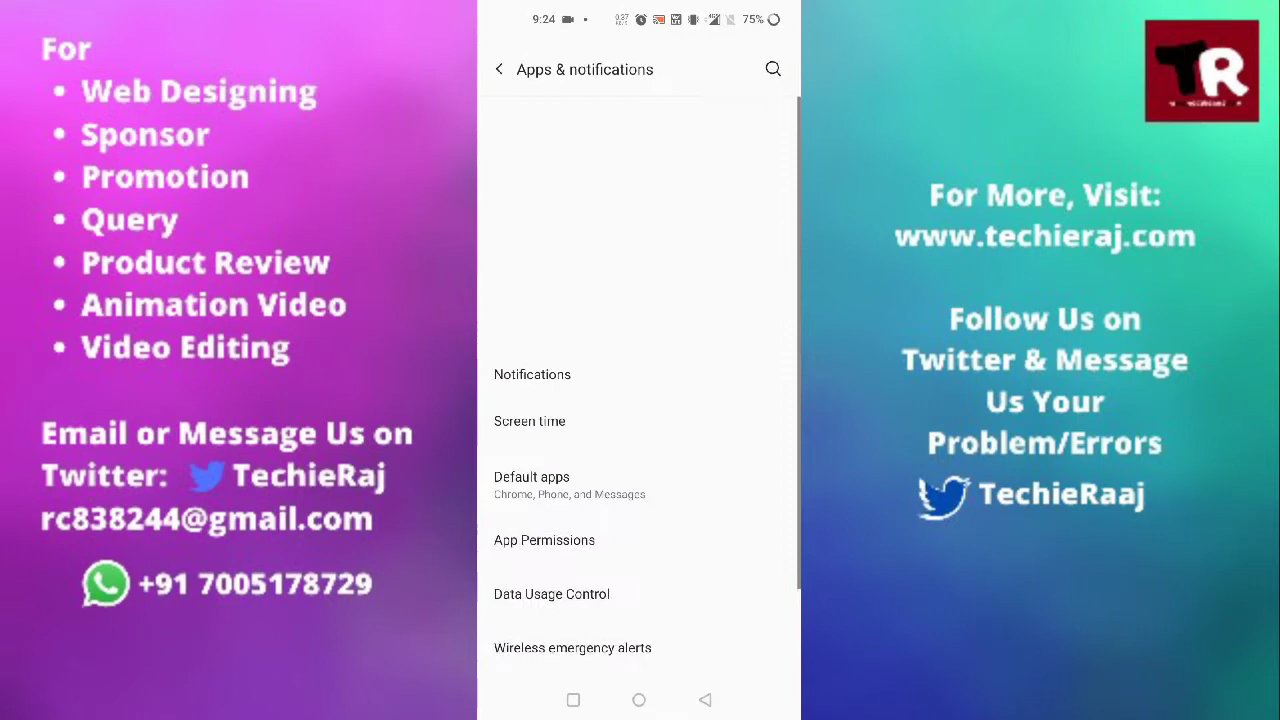 For
• Web Designing
• Sponsor
• Promotion
• Query
• Product Review
• Animation Video
• Video Editing
Email or Message Us on
Twitter: TechieRaj
rc838244@gmail.com
+91 7005178729
9:24
75%
Apps & notifications
Notifications
Screen time
Default apps
Chrome, Phone, and Messages
App Permissions
Data Usage Control
Wireless emergency alerts
TR
For More, Visit:
www.techieraj.com
Follow Us on
Twitter & Message
Us Your
Problem/Errors
TechieRaaj